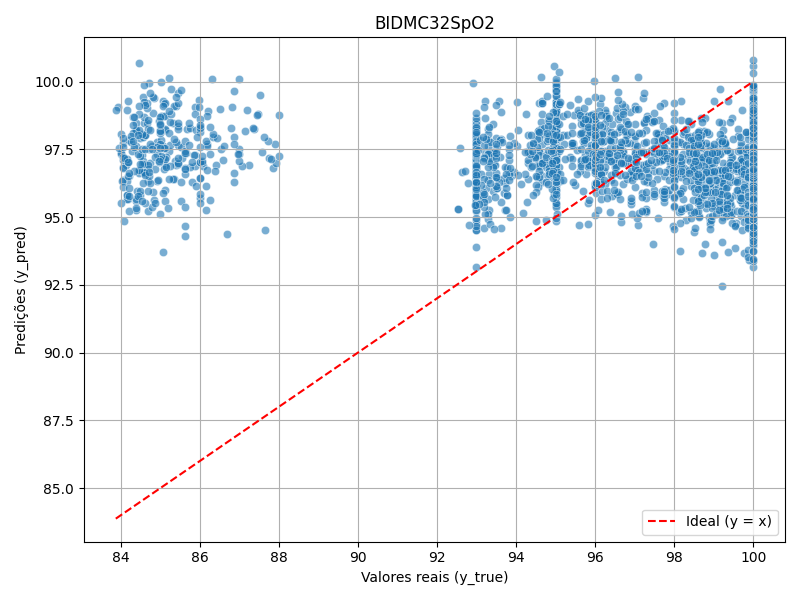 BIDMC32SpO2
Predições (y_pred)
100.0
97.5
95.0
92.5
90.0
87.5
85.0
84 86 88 90 92 94 96 98 100
Valores reais (y_true)
Ideal (y = x)